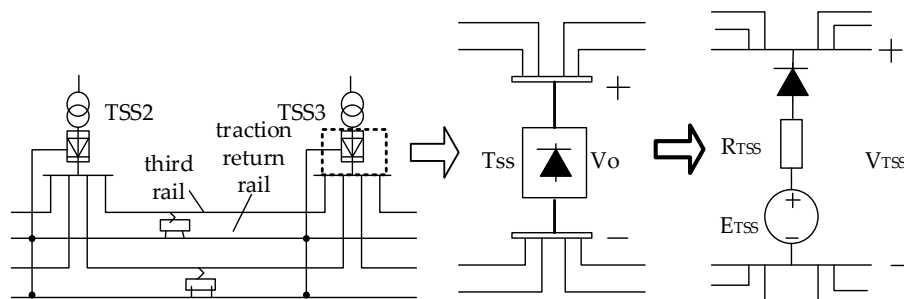 TSS2
TSS3
third
rail
traction
return
rail
+
Tss
Vo
−
+
RTSS
VTSS
+
ETSS
−
−